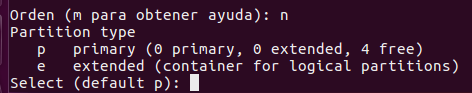 Orden (m para obtener ayuda): n
Partition type
   p   primary (0 primary, 0 extended, 4 free)
   e   extended (container for logical partitions)
Select (default p):